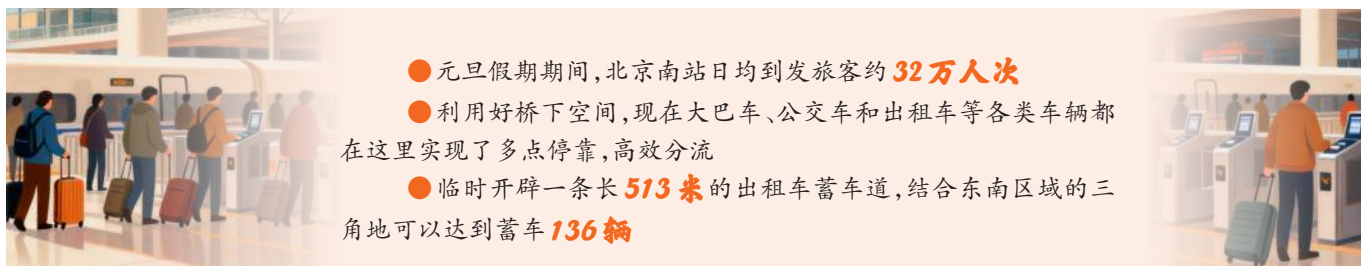 ●元旦假期期间,北京南站日均到发旅客约32万人次
●利用好桥下空间,现在大巴车、公交车和出租车等各类车辆都
在这里实现了多点停靠,高效分流
●临时开辟一条长513米的出租车蓄车道,结合东南区域的三
角地可以达到蓄车136辆